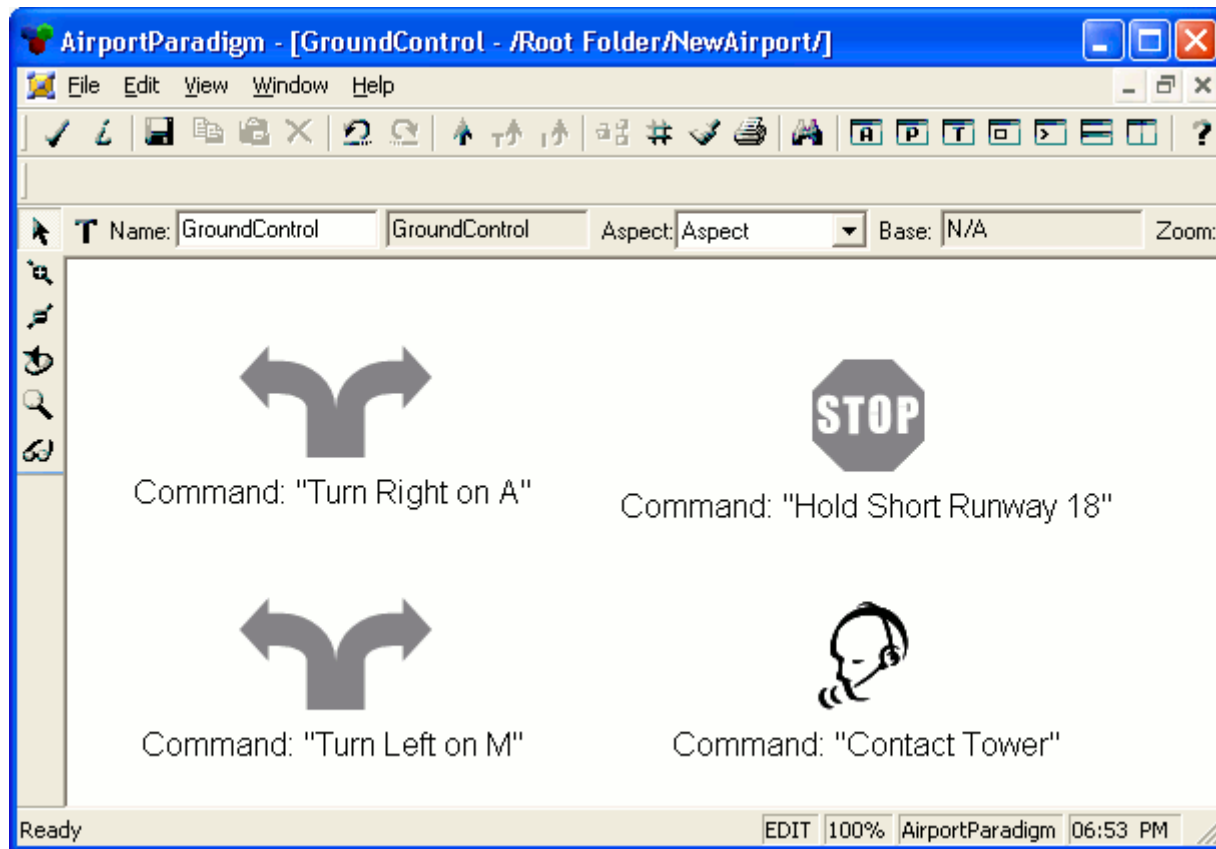 AirportParadigm - [GroundControl - /Root Folder/NewAirport/]
File Edit View Window Help
A P T ?
T Name: GroundControl GroundControl Aspect: Aspect Base: N/A Zoom:
STOP
Command: "Turn Right on A"
Command: "Hold Short Runway 18"
Command: "Turn Left on M"
Command: "Contact Tower"
Ready EDIT 100% AirportParadigm 06:53 PM